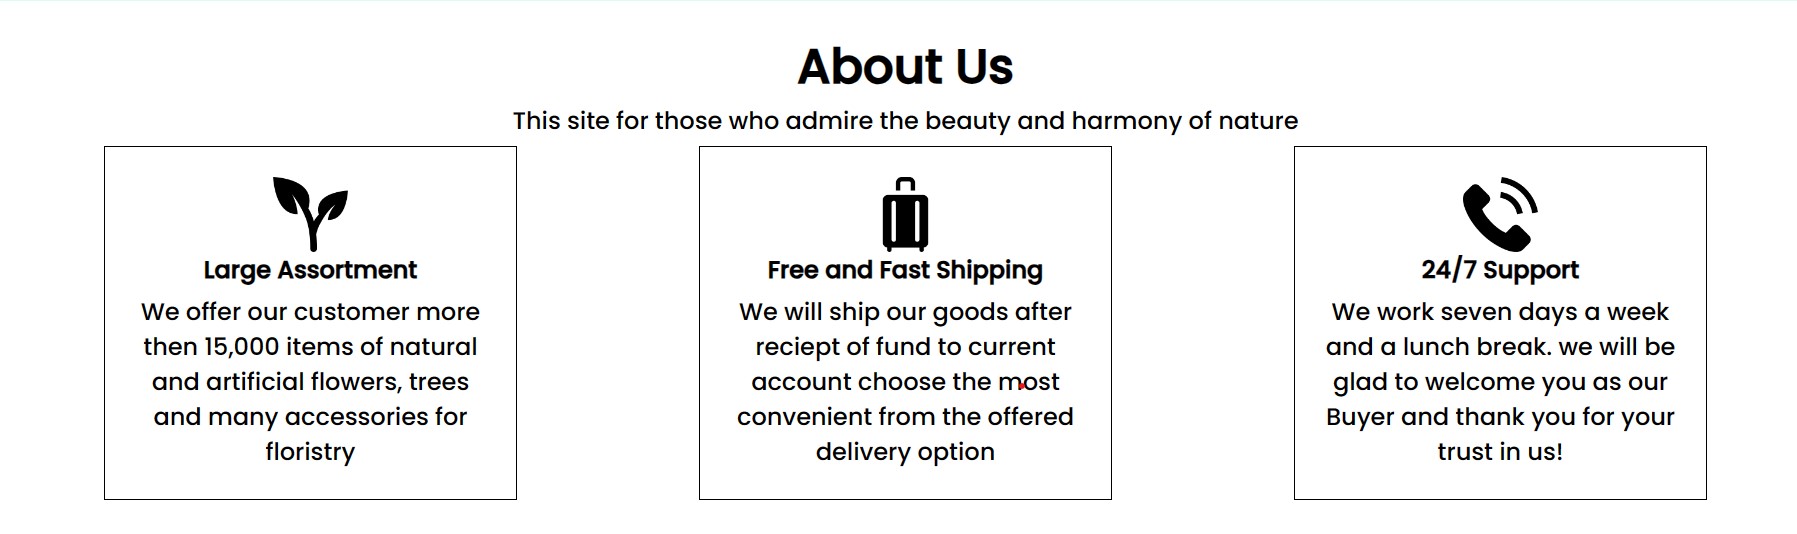 About Us
This site for those who admire the beauty and harmony of nature
Large Assortment
We offer our customer more
then 15,000 items of natural
and artificial flowers, trees
and many accessories for
floristry
Free and Fast Shipping
We will ship our goods after
reciept of fund to current
account choose the most
convenient from the offered
delivery option
24/7 Support
We work seven days a week
and a lunch break. we will be
glad to welcome you as our
Buyer and thank you for your
trust in us!